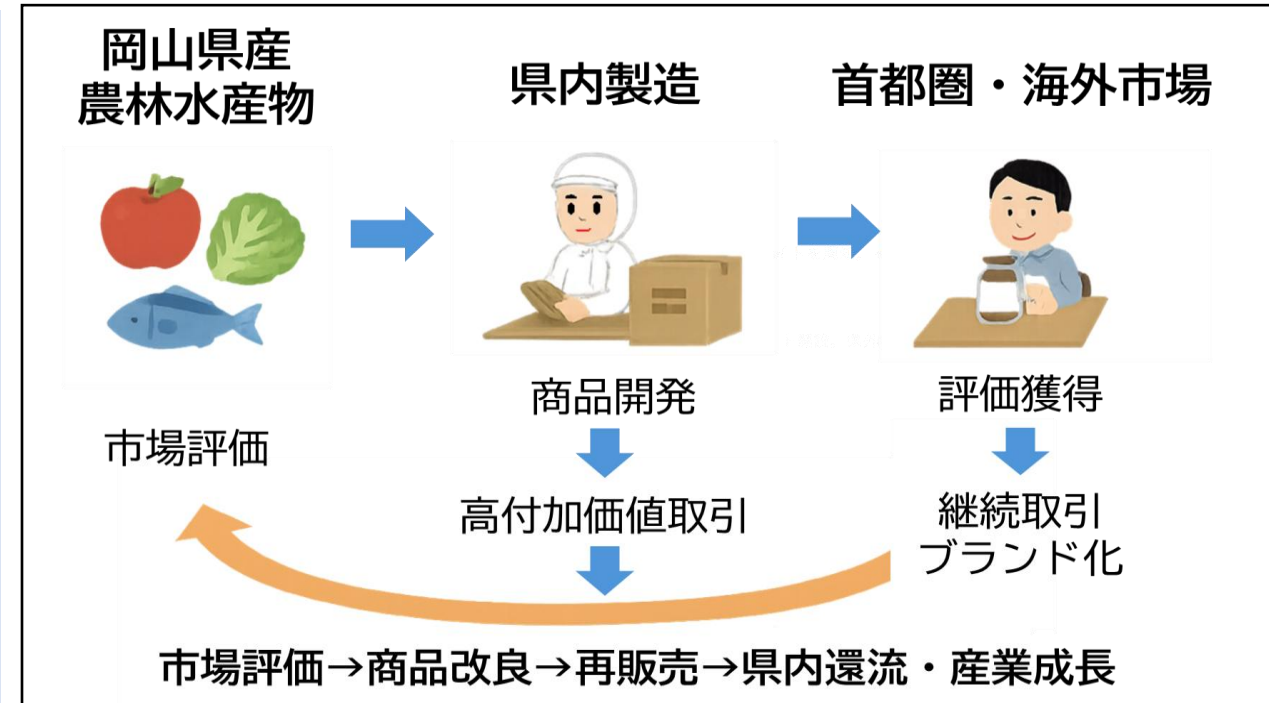 岡山県産
農林水産物
県内製造
首都圏・海外市場
市場評価
商品開発
高付加価値取引
評価獲得
継続取引
ブランド化
市場評価→商品改良→再販売→県内還流・産業成長